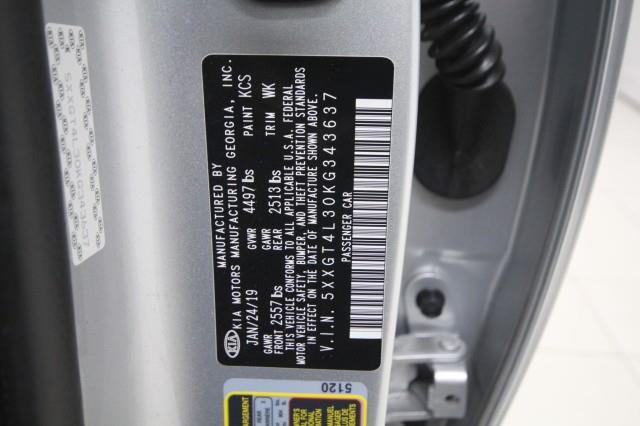 MANUFACTURED BY
KIA KIA MOTORS MANUFACTURING GEORGIA, INC.
JAN/24/19 GVWR 4497 lbs PAINT KCS
GAWR FRONT 2557 lbs GAWR REAR 2513 lbs TRIM WK
THIS VEHICLE CONFORMS TO ALL APPLICABLE U.S.A. FEDERAL
MOTOR VEHICLE SAFETY, BUMPER, AND THEFT PREVENTION STANDARDS
IN EFFECT ON THE DATE OF MANUFACTURE SHOWN ABOVE.
V.I.N. 5XXGT4L30KG343637
PASSENGER CAR
5120
5XXGT4L30KG343637